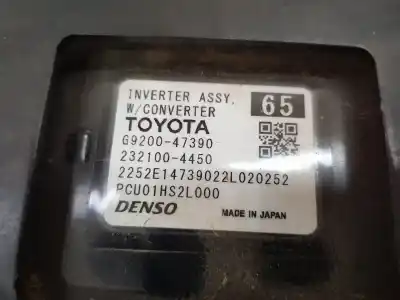 INVERTER ASSY. 65
W/CONVERTER
TOYOTA
G9200-47390
232100-4450
2252E14739022L020252
PCU01HS2L000
DENSO MADE IN JAPAN